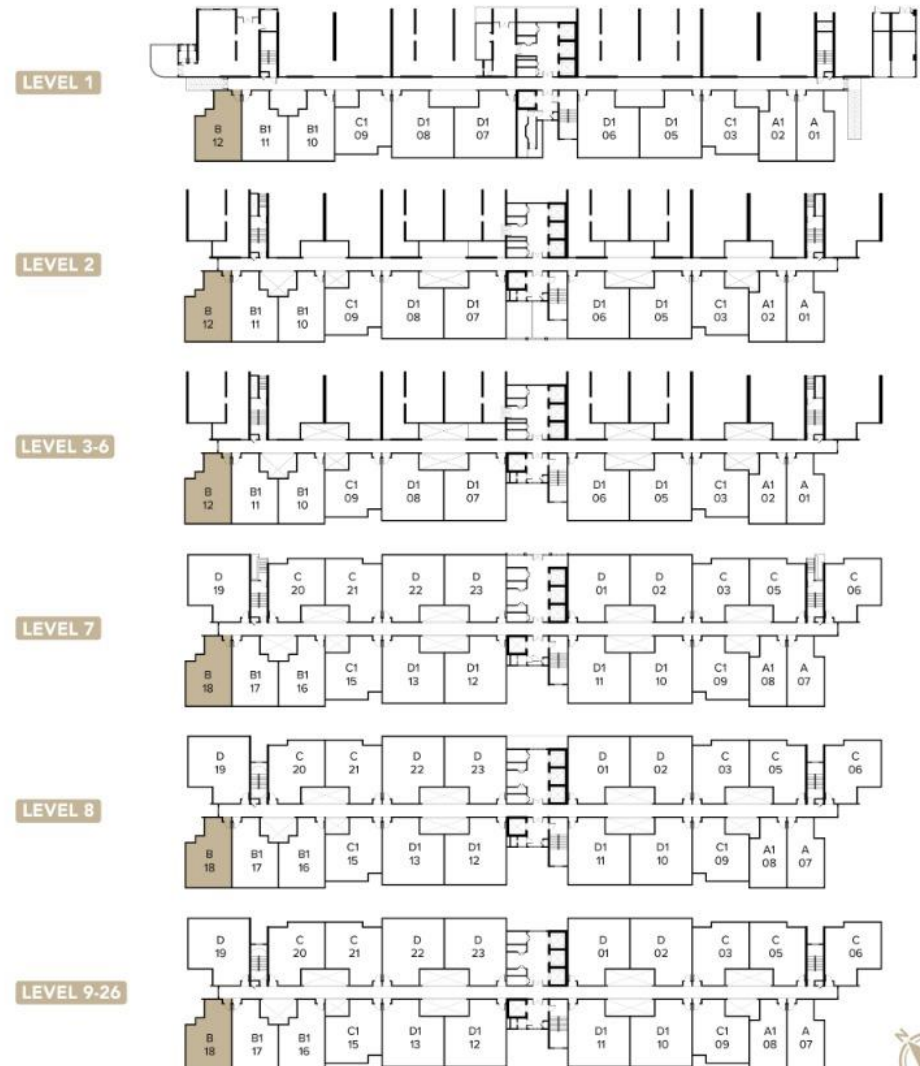 LEVEL 1
B B1 B1 C1 D1 D1 D1 D1 C1 A1 A
12 11 10 09 08 07 06 05 03 02 01
LEVEL 2
B B1 B1 C1 D1 D1 D1 D1 C1 A1 A
12 11 10 09 08 07 06 05 03 02 01
LEVEL 3-6
B B1 B1 C1 D1 D1 D1 D1 C1 A1 A
12 11 10 09 08 07 06 05 03 02 01
D C C D D D D C C C
19 20 21 22 23 01 02 03 05 06
LEVEL 7
B B1 B1 C1 D1 D1 D1 D1 C1 A1 A
18 17 16 15 13 12 11 10 09 08 07
D C C D D D D C C C
19 20 21 22 23 01 02 03 05 06
LEVEL 8
B B1 B1 C1 D1 D1 D1 D1 C1 A1 A
18 17 16 15 13 12 11 10 09 08 07
D C C D D D D C C C
19 20 21 22 23 01 02 03 05 06
LEVEL 9-26
B B1 B1 C1 D1 D1 D1 D1 C1 A1 A
18 17 16 15 13 12 11 10 09 08 07
N